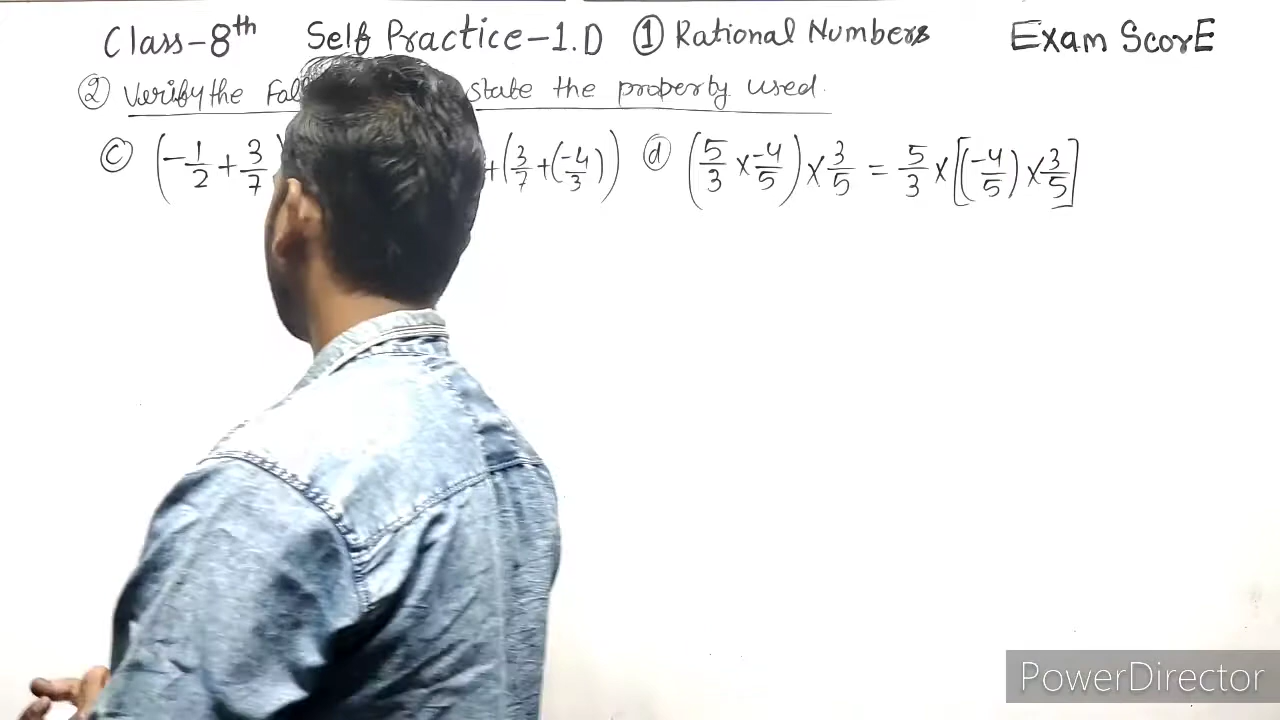 Class-8th Self Practice-1.D ① Rational Numbers Exam ScorE
② Verify the state the property used.
ⓒ (-1/2 + 3/7 + (3/7 + (-4/3)) ⓓ (5/3 × -4/5) × 3/5 = 5/3 × [(-4/5) × 3/5]
PowerDirector